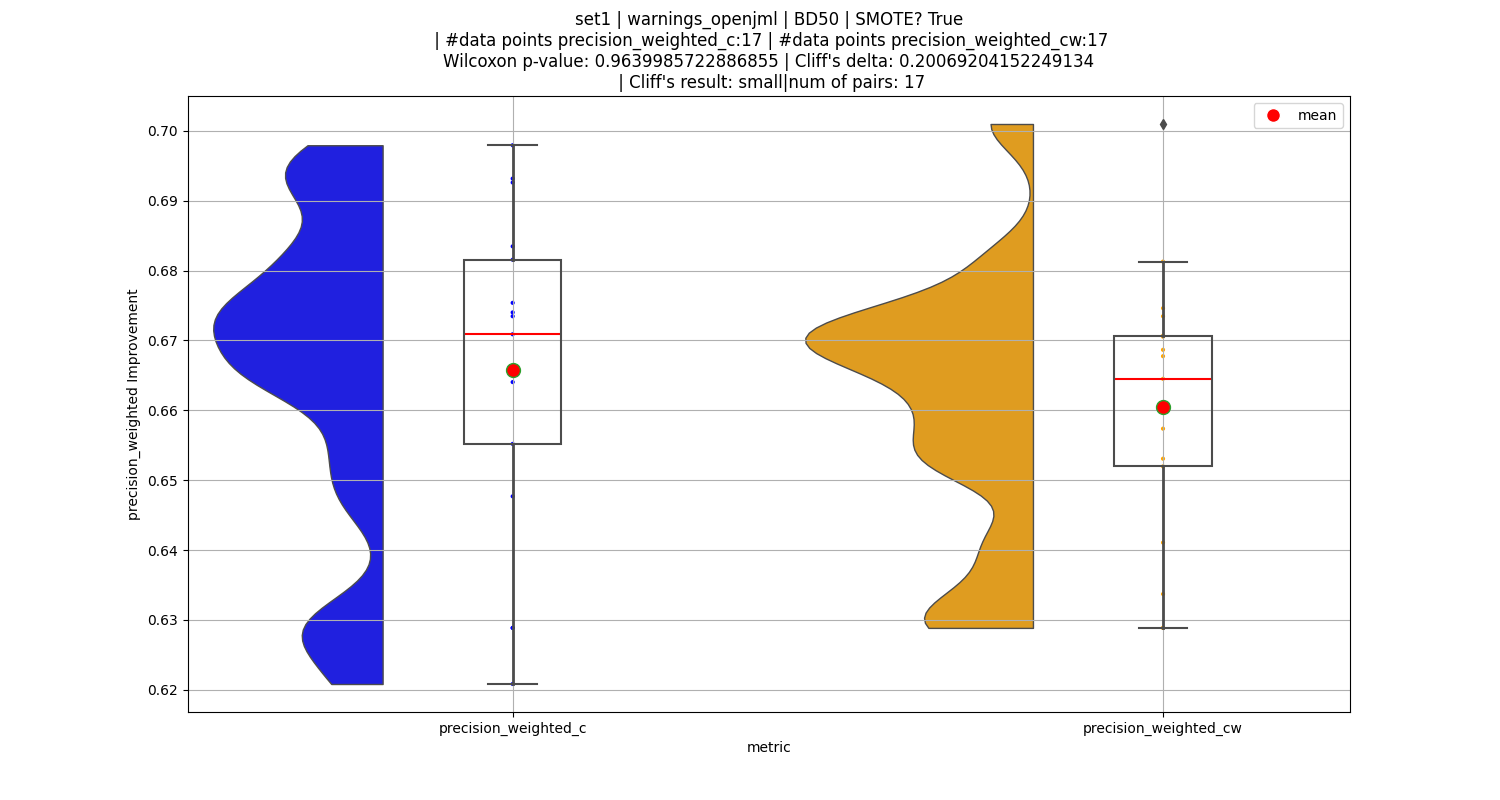 set1 | warnings_openjml | BD50 | SMOTE? True
| #data points precision_weighted_c:17 | #data points precision_weighted_cw:17
Wilcoxon p-value: 0.9639985722886855 | Cliff's delta: 0.20069204152249134
| Cliff's result: small|num of pairs: 17
mean
0.70
0.69
0.68
0.67
0.66
0.65
0.64
0.63
0.62
precision_weighted Improvement
precision_weighted_c
precision_weighted_cw
metric